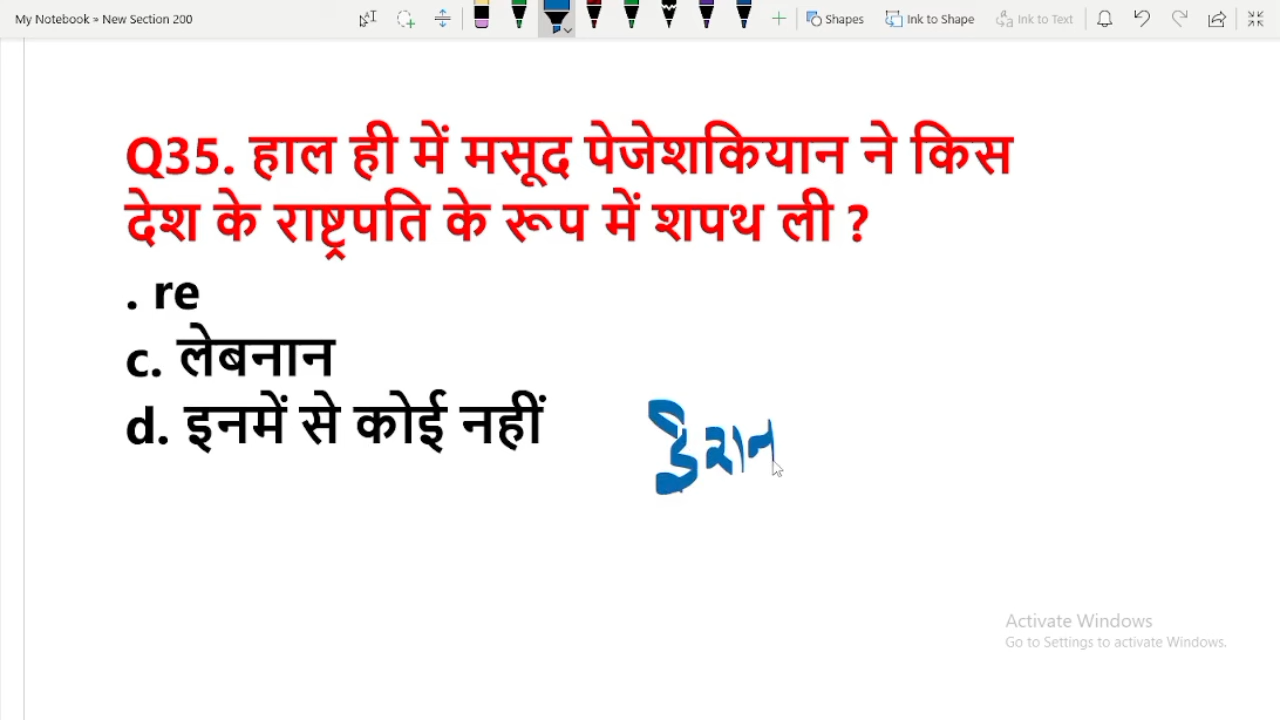 My Notebook » New Section 200
Shapes
Ink to Shape
Ink to Text
Q35. हाल ही में मसूद पेजेशकियान ने किस
देश के राष्ट्रपति के रूप में शपथ ली ?
. re
c. लेबनान
d. इनमें से कोई नहीं
ईरान
Activate Windows
Go to Settings to activate Windows.